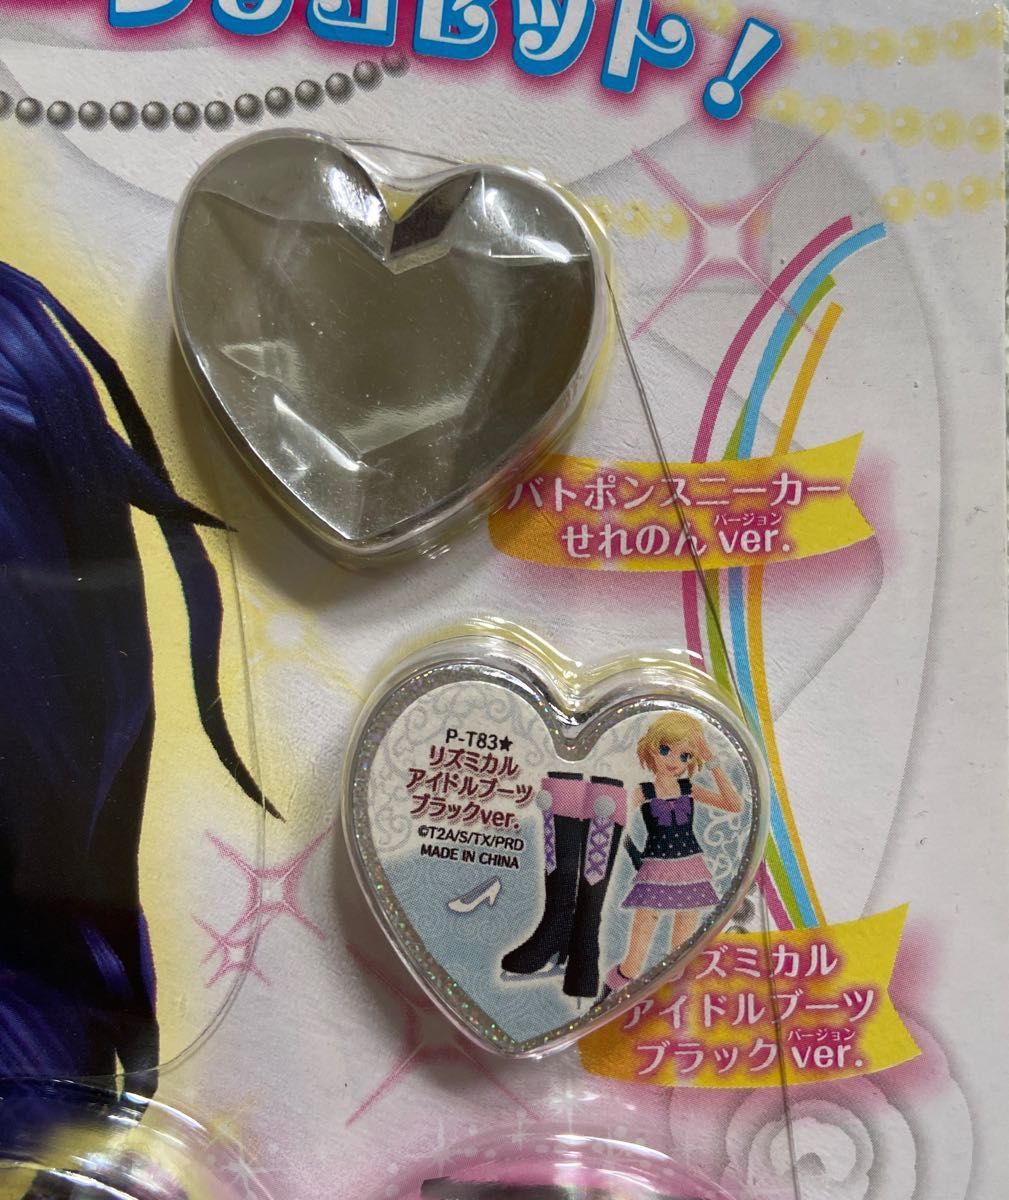 セット!
バトポンスニーカー
せれのん ver.
バージョン
P-T83★
リズミカル
アイドルブーツ
ブラックver.
©T2A/S/TX/PRD
MADE IN CHINA
ズミカル
アイドルブーツ
ブラック ver.
バージョン